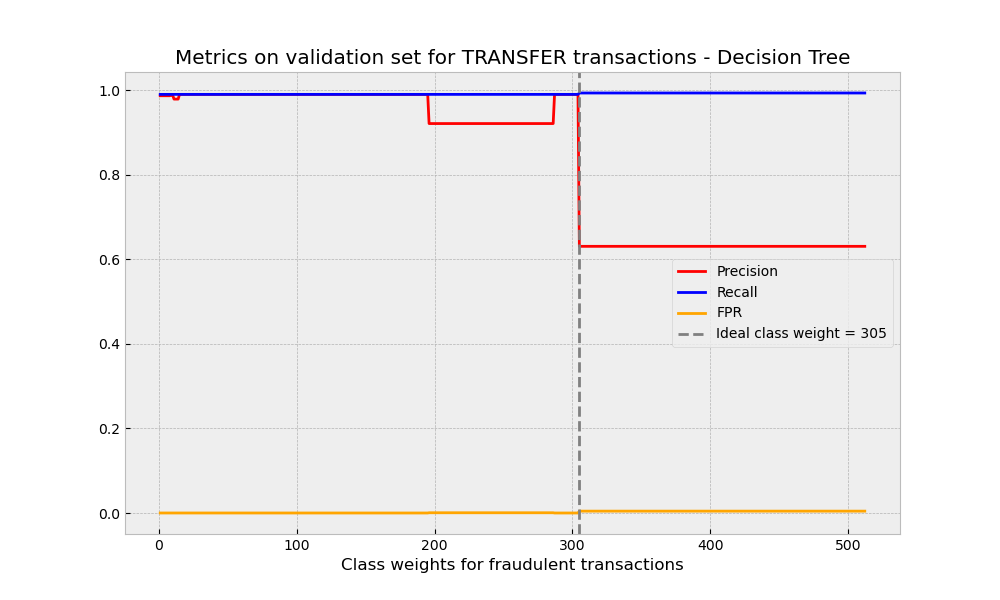 Metrics on validation set for TRANSFER transactions - Decision Tree
1.0
0.8
0.6
0.4
0.2
0.0
Precision
Recall
FPR
Ideal class weight = 305
0 100 200 300 400 500
Class weights for fraudulent transactions